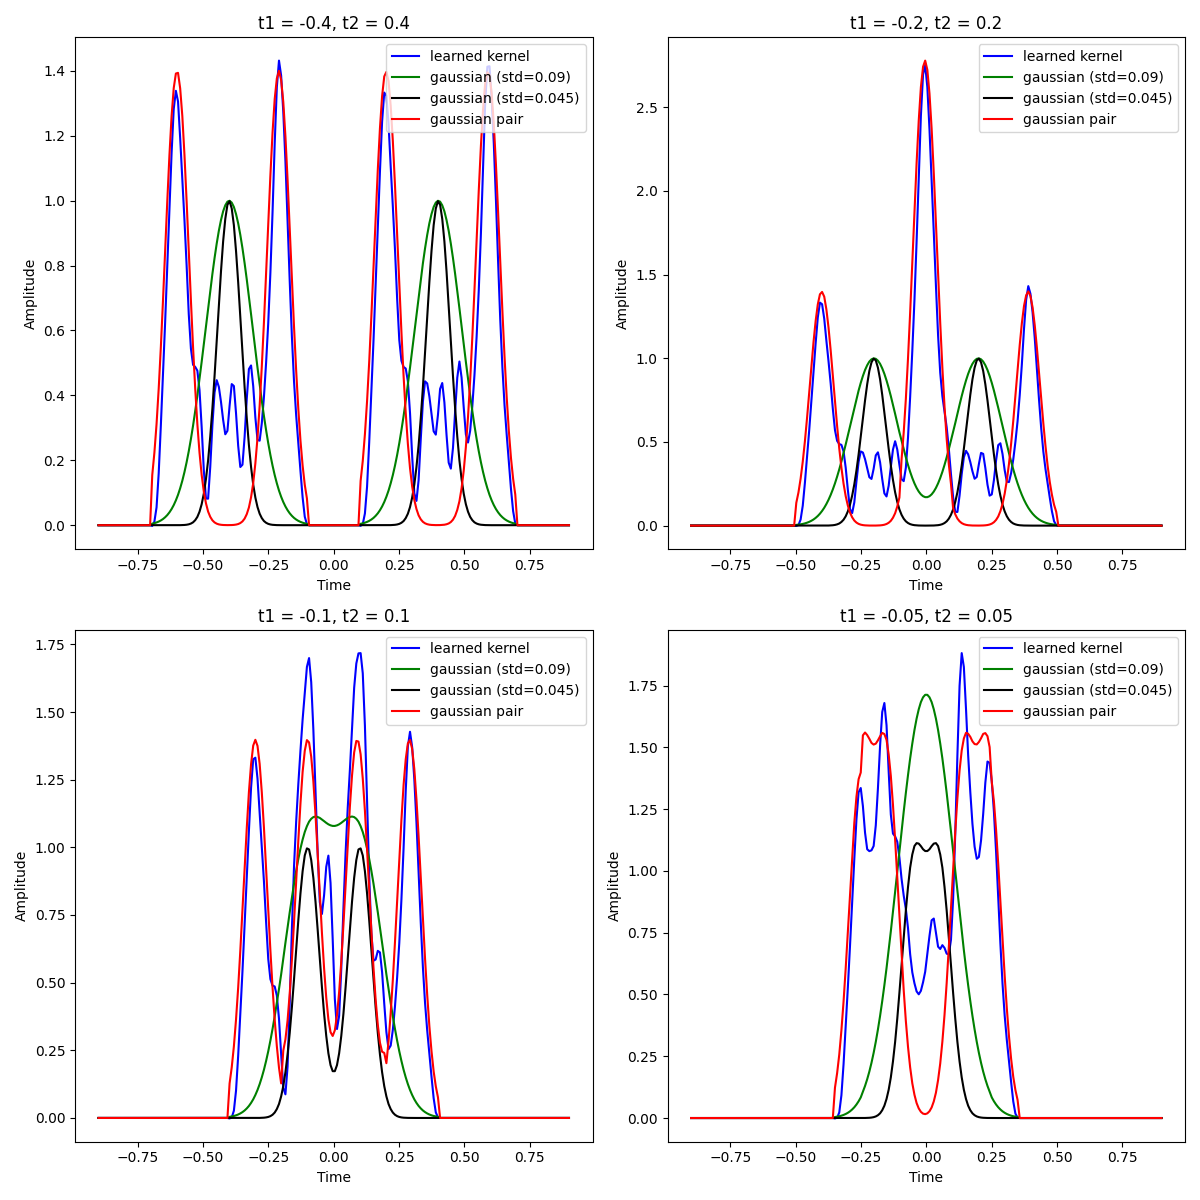 t1 = -0.4, t2 = 0.4
1.4
1.2
1.0
0.8
0.6
0.4
0.2
0.0
Amplitude
learned kernel
gaussian (std=0.09)
gaussian (std=0.045)
gaussian pair
−0.75 −0.50 −0.25 0.00 0.25 0.50 0.75
Time
t1 = -0.2, t2 = 0.2
2.5
2.0
1.5
1.0
0.5
0.0
Amplitude
learned kernel
gaussian (std=0.09)
gaussian (std=0.045)
gaussian pair
−0.75 −0.50 −0.25 0.00 0.25 0.50 0.75
Time
t1 = -0.1, t2 = 0.1
1.75
1.50
1.25
1.00
0.75
0.50
0.25
0.00
Amplitude
learned kernel
gaussian (std=0.09)
gaussian (std=0.045)
gaussian pair
−0.75 −0.50 −0.25 0.00 0.25 0.50 0.75
Time
t1 = -0.05, t2 = 0.05
1.75
1.50
1.25
1.00
0.75
0.50
0.25
0.00
Amplitude
learned kernel
gaussian (std=0.09)
gaussian (std=0.045)
gaussian pair
−0.75 −0.50 −0.25 0.00 0.25 0.50 0.75
Time